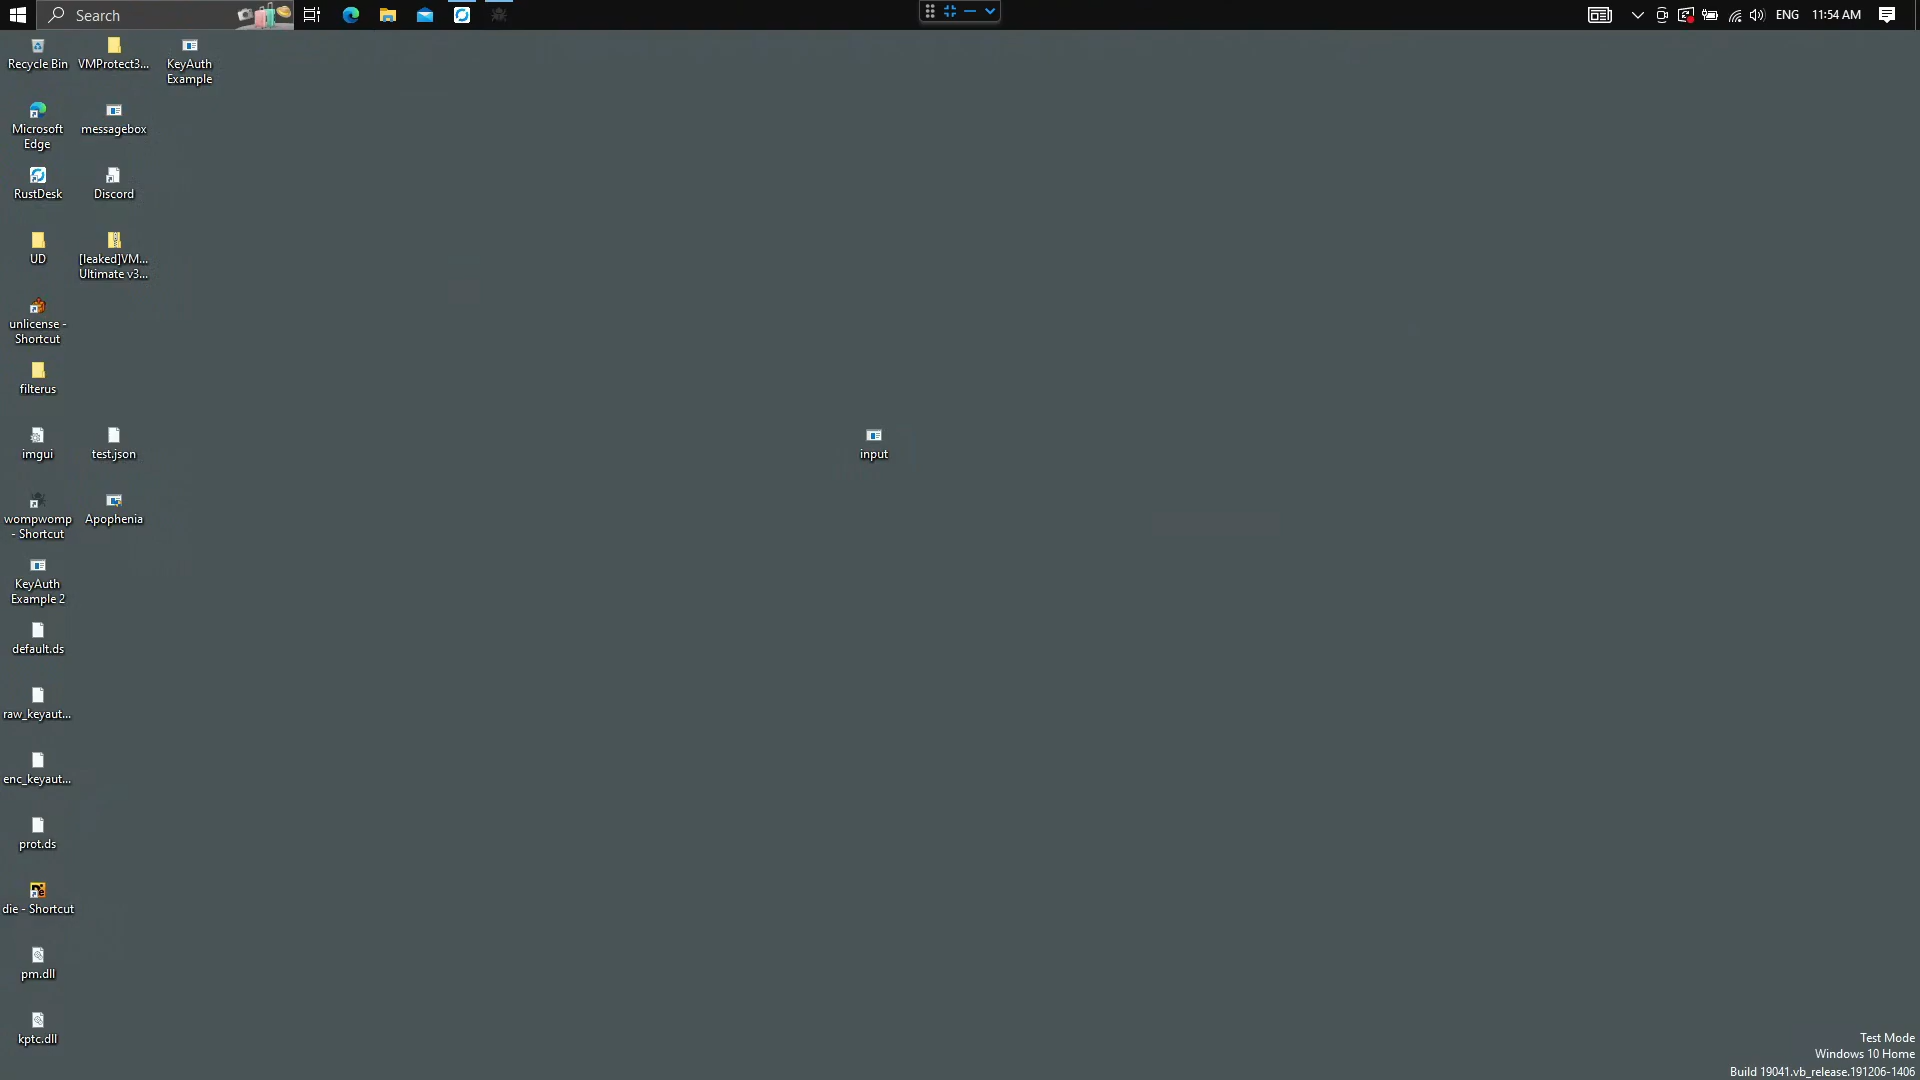 Search
ENG
11:54 AM
Recycle Bin
VMProtect3...
KeyAuth
Example
Microsoft
Edge
messagebox
RustDesk
Discord
UD
[leaked]VM...
Ultimate v3...
unlicense -
Shortcut
filterus
imgui
test.json
input
wompwomp
- Shortcut
Apophenia
KeyAuth
Example 2
default.ds
raw_keyaut...
enc_keyaut...
prot.ds
die - Shortcut
pm.dll
kptc.dll
Test Mode
Windows 10 Home
Build 19041.vb_release.191206-1406